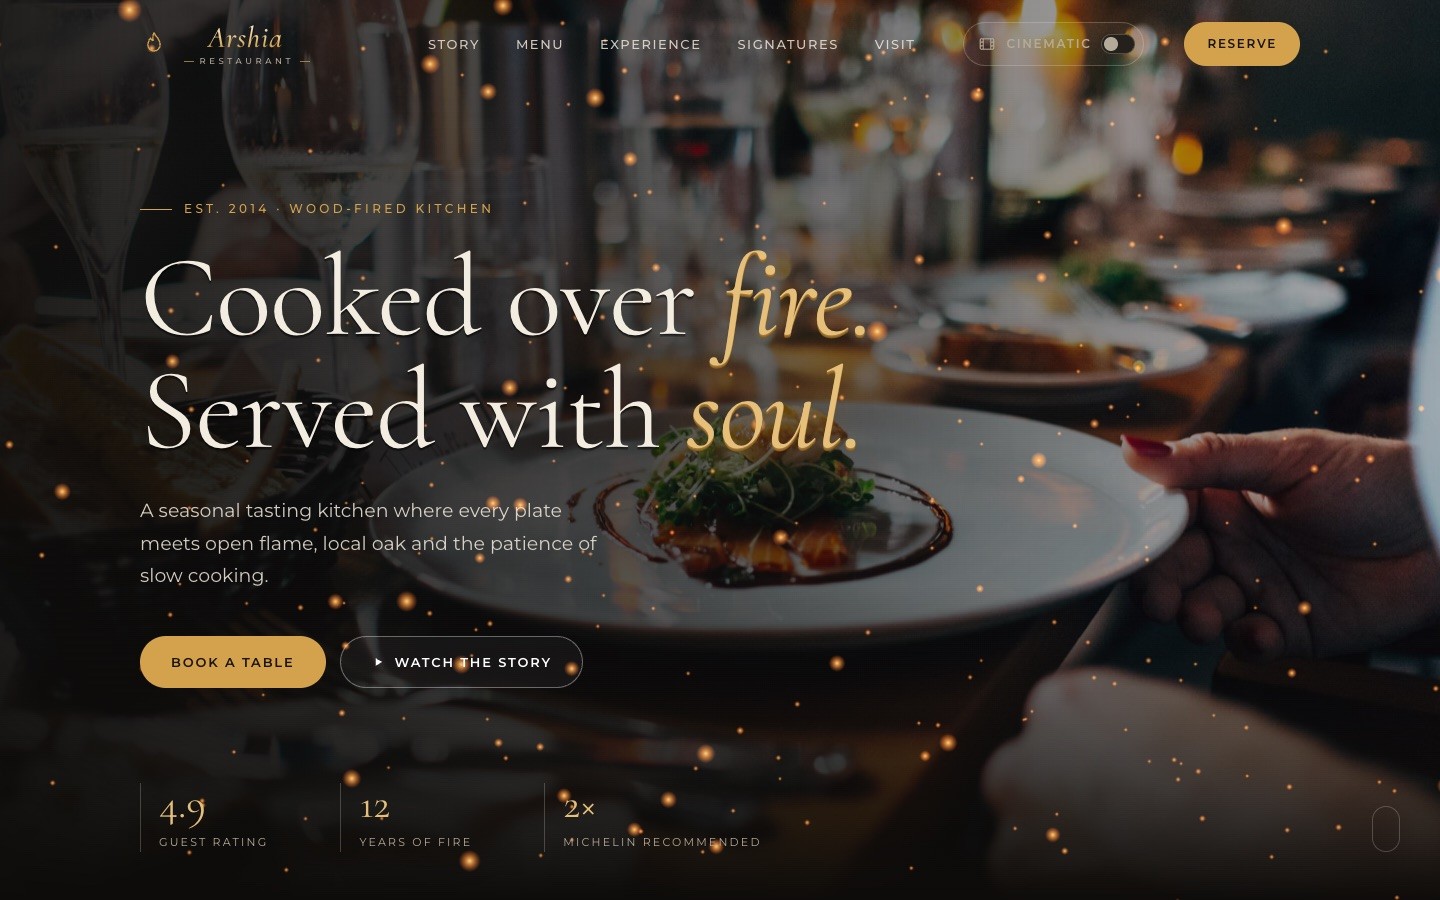 Arshia
RESTAURANT
STORY
MENU
EXPERIENCE
SIGNATURES
VISIT
CINEMATIC
RESERVE
EST. 2014 · WOOD-FIRED KITCHEN
Cooked over fire.
Served with soul.
A seasonal tasting kitchen where every plate
meets open flame, local oak and the patience of
slow cooking.
BOOK A TABLE
WATCH THE STORY
4.9
GUEST RATING
12
YEARS OF FIRE
2×
MICHELIN RECOMMENDED